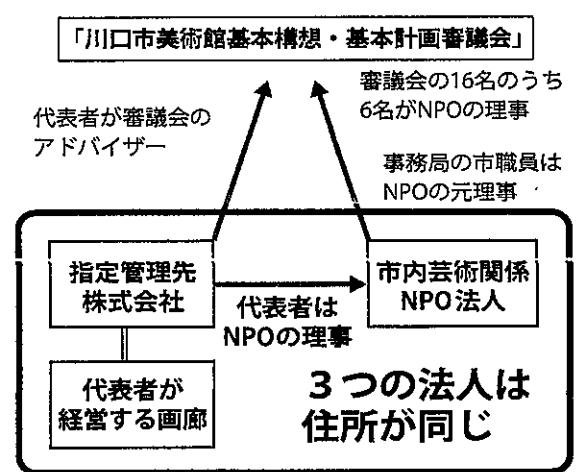 「川口市美術館基本構想・基本計画審議会」
代表者が審議会の
アドバイザー
審議会の16名のうち
6名がNPOの理事
事務局の市職員は
NPOの元理事
指定管理先
株式会社
代表者は
NPOの理事
市内芸術関係
NPO法人
代表者が
経営する画廊
3つの法人は
住所が同じ